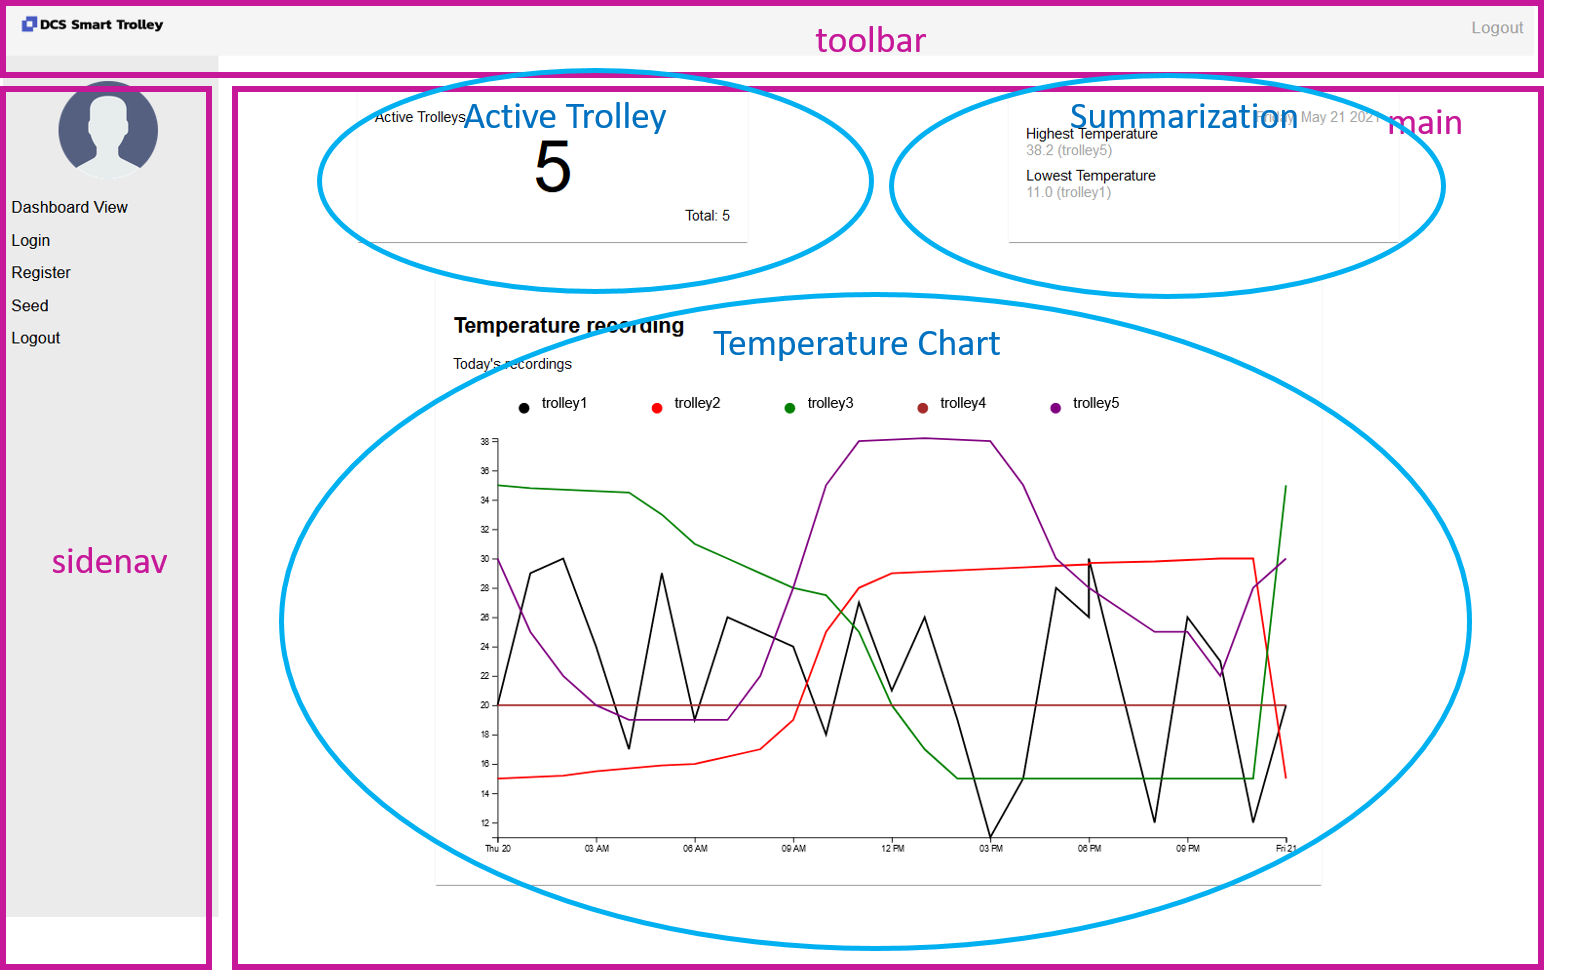 DCS Smart Trolley
toolbar
Logout
Dashboard View
Login
Register
Seed
Logout
sidenav
main
Active Trolleys
Active Trolley
5
Total: 5
Summarization
May 21 2021
Highest Temperature
38.2 (trolley5)
Lowest Temperature
11.0 (trolley1)
Temperature recording
Temperature Chart
Today's recordings
trolley1 trolley2 trolley3 trolley4 trolley5
38
36
34
32
30
28
26
24
22
20
18
16
14
12
Thu 20 03 AM 06 AM 09 AM 12 PM 03 PM 06 PM 09 PM Fri 21